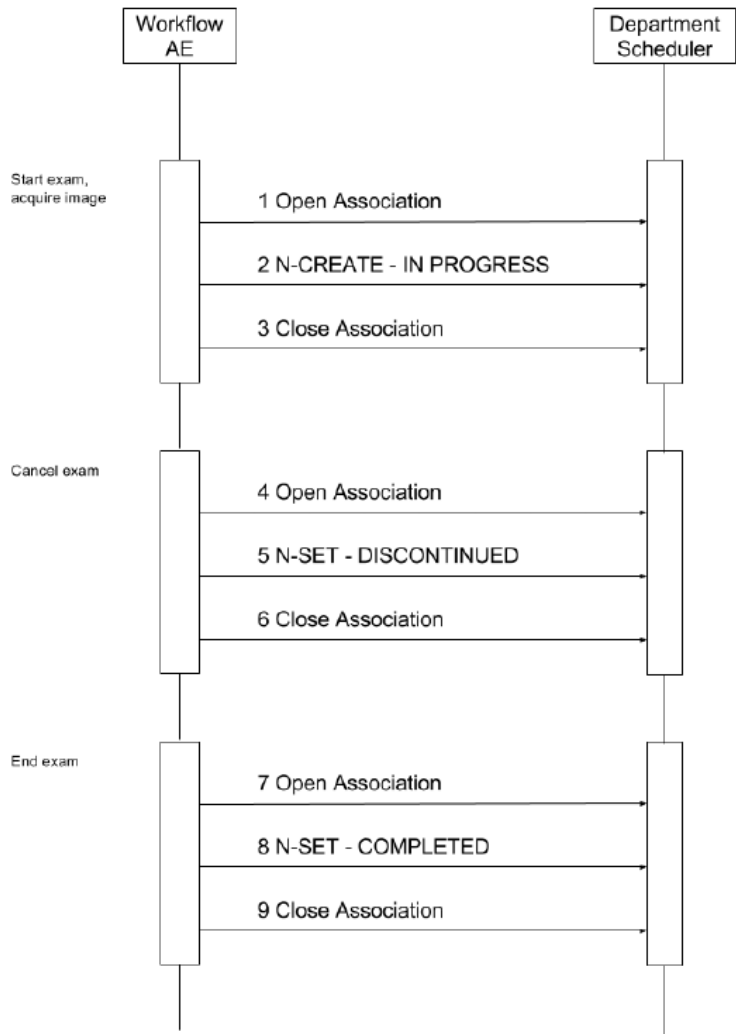 Workflow
AE
Department
Scheduler
Start exam,
acquire image
1 Open Association
2 N-CREATE - IN PROGRESS
3 Close Association
Cancel exam
4 Open Association
5 N-SET - DISCONTINUED
6 Close Association
End exam
7 Open Association
8 N-SET - COMPLETED
9 Close Association